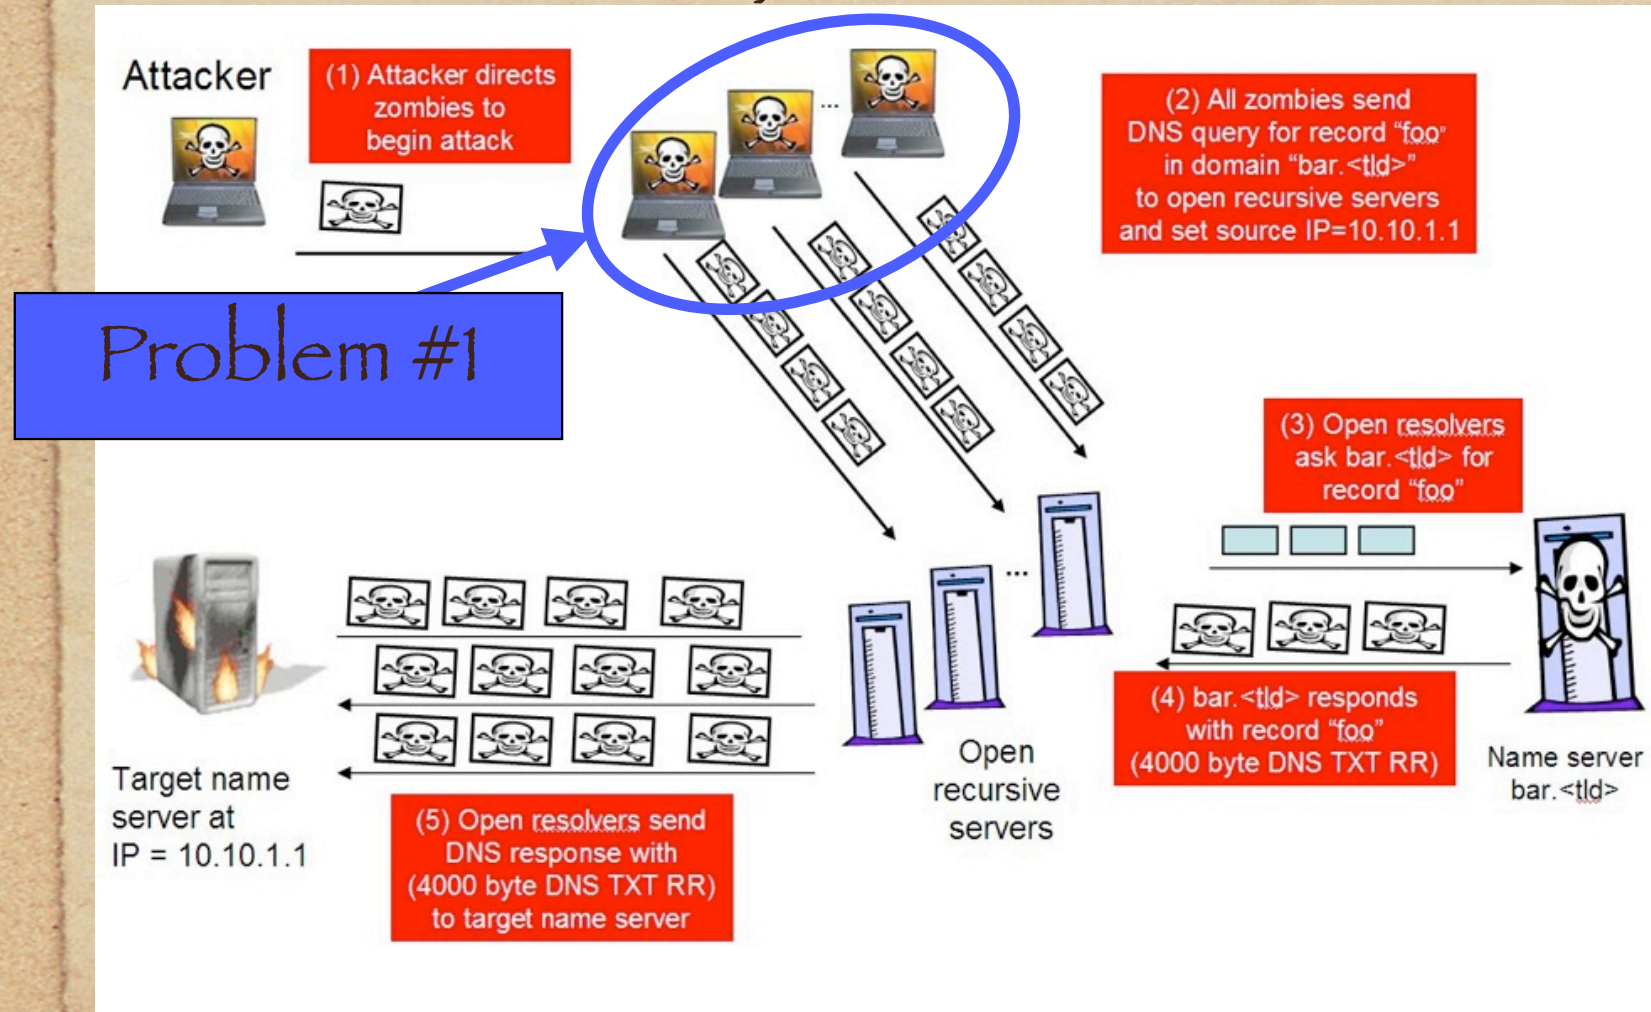 Attacker
(1) Attacker directs
zombies to
begin attack
...
(2) All zombies send
DNS query for record “foo”
in domain “bar.<tld>”
to open recursive servers
and set source IP=10.10.1.1
Problem #1
(3) Open resolvers
ask bar.<tld> for
record “foo”
...
(4) bar.<tld> responds
with record “foo”
(4000 byte DNS TXT RR)
Name server
bar.<tld>
Open
recursive
servers
Target name
server at
IP = 10.10.1.1
(5) Open resolvers send
DNS response with
(4000 byte DNS TXT RR)
to target name server